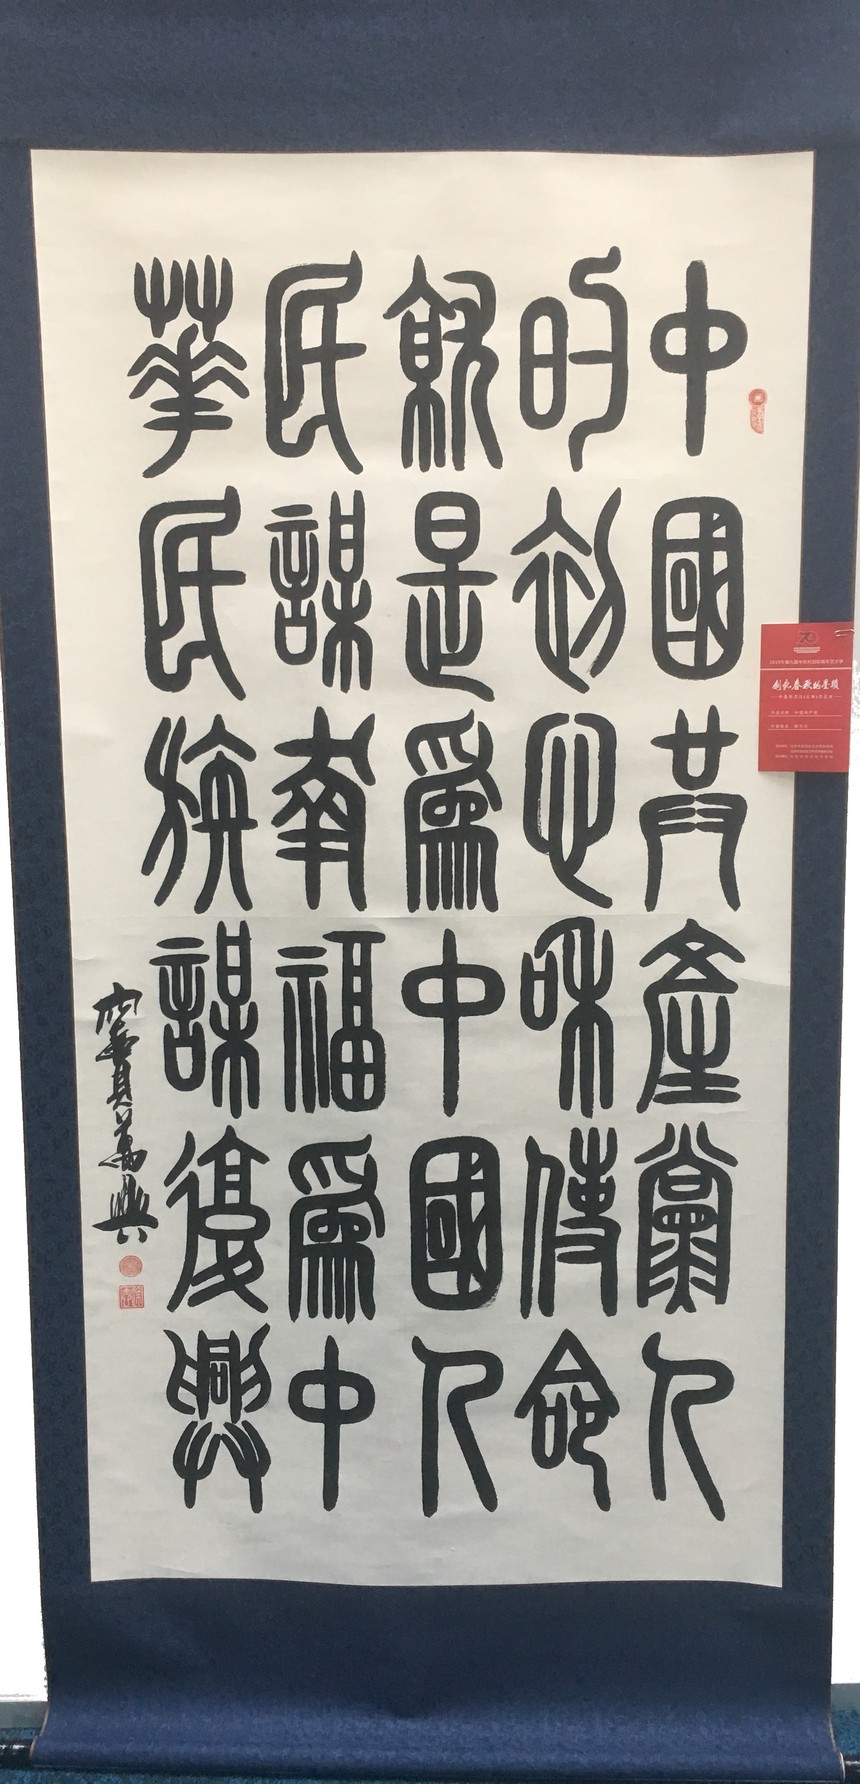 中國共產黨人
的初心和使命
就是為中國人
民謀幸福為中
華民族謀復興